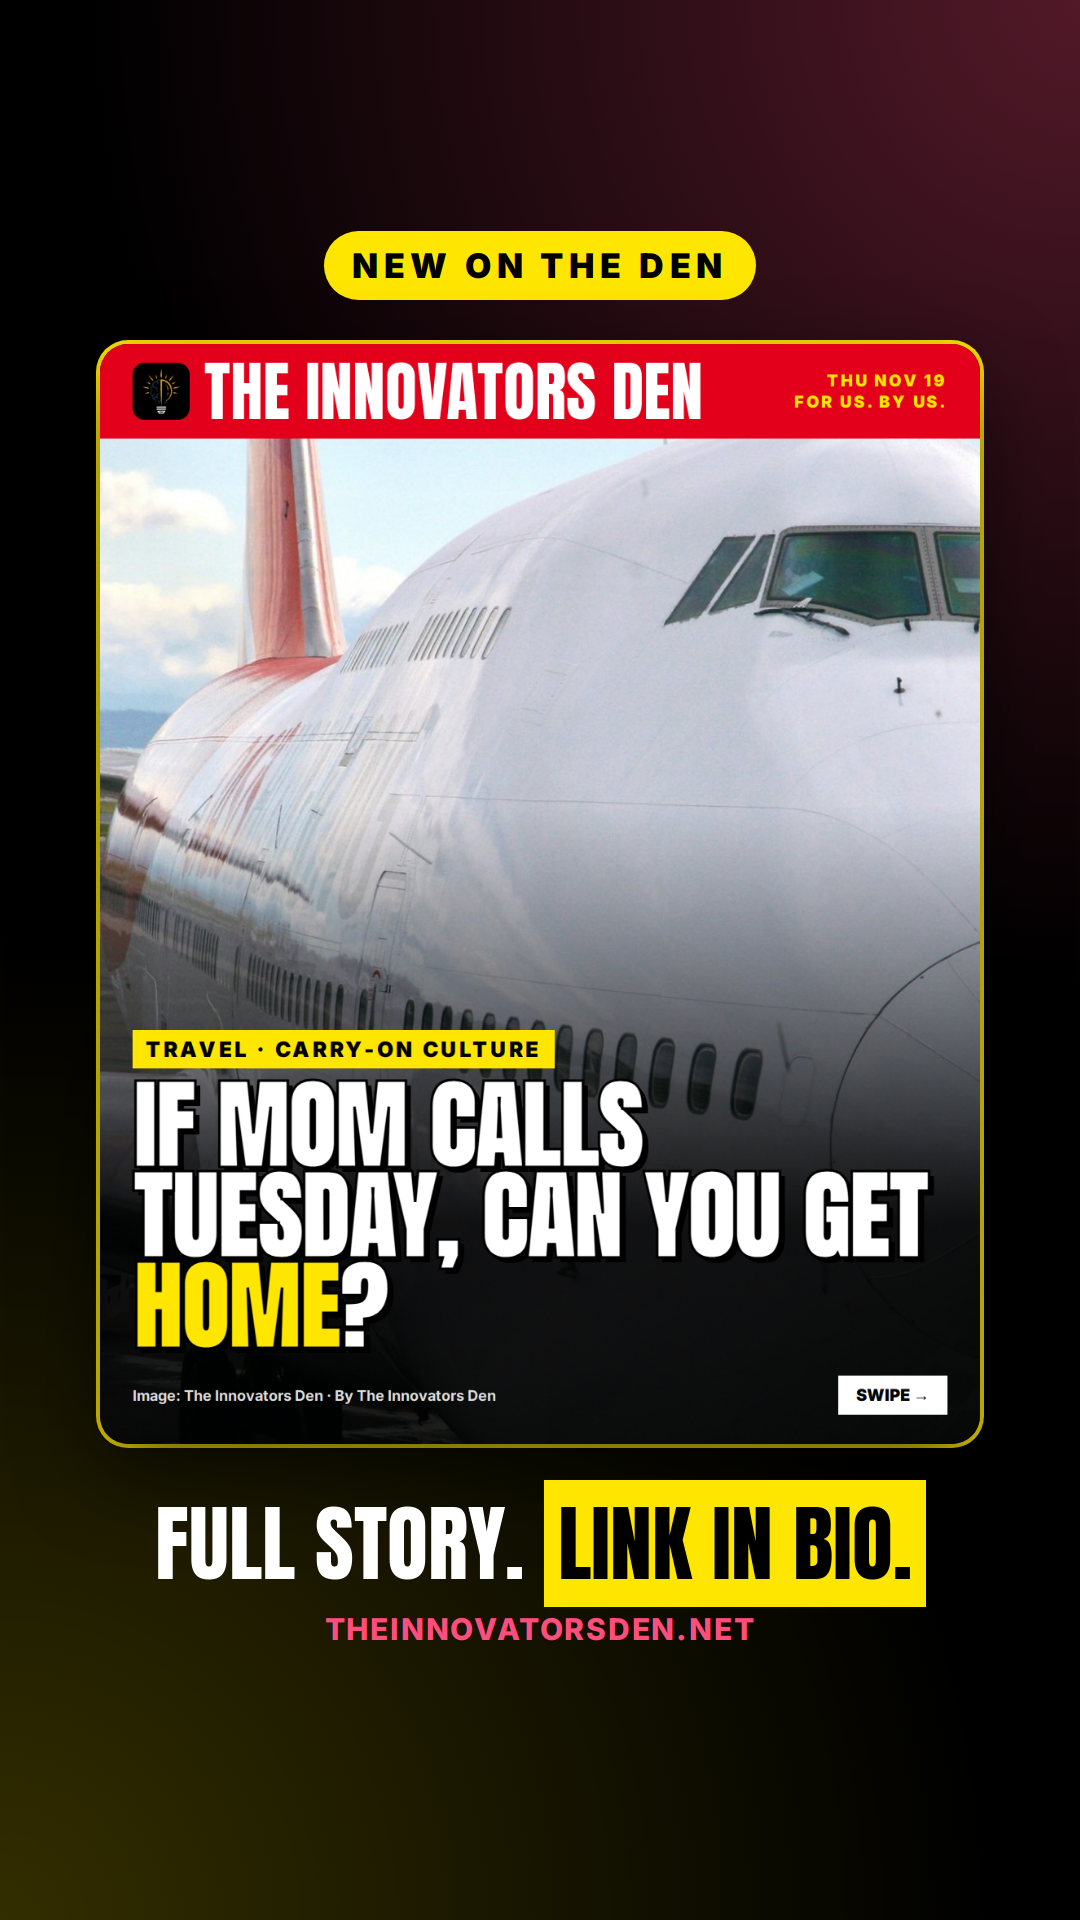 NEW ON THE DEN
THE INNOVATORS DEN
THU NOV 19
FOR US. BY US.
TRAVEL · CARRY-ON CULTURE
IF MOM CALLS
TUESDAY, CAN YOU GET
HOME?
Image: The Innovators Den · By The Innovators Den
SWIPE →
FULL STORY. LINK IN BIO.
THEINNOVATORSDEN.NET